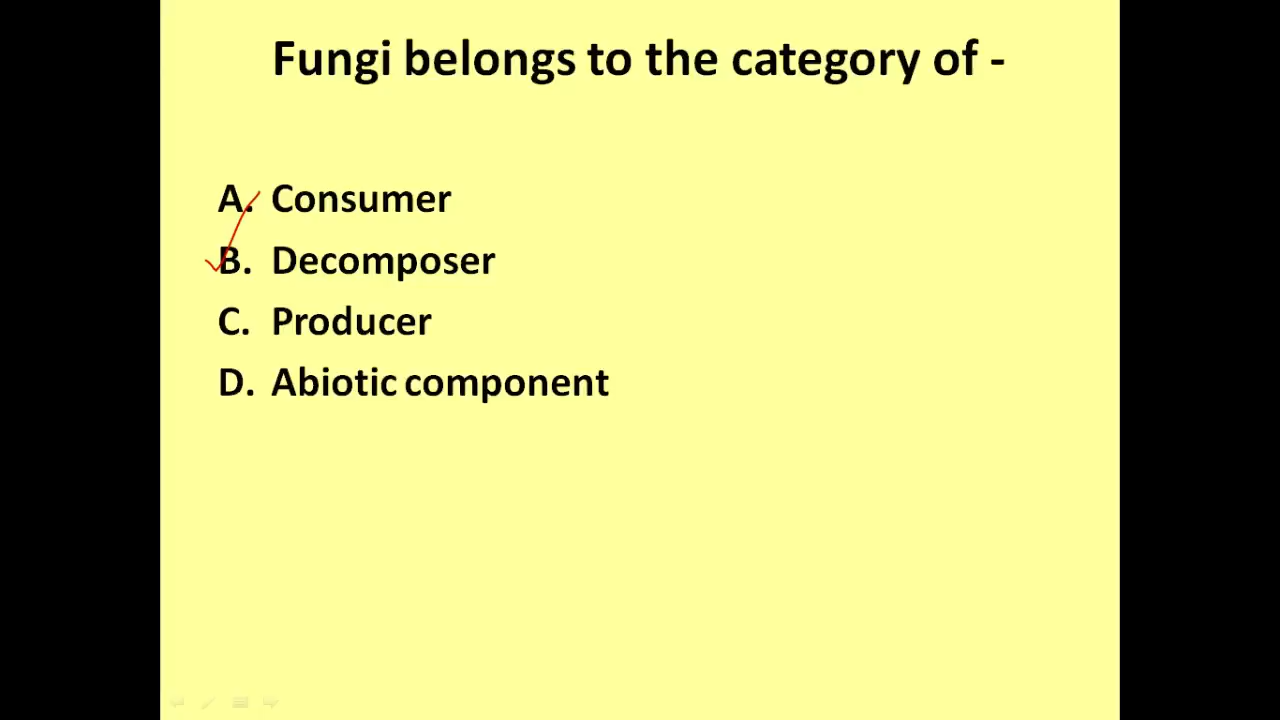 Fungi belongs to the category of -
A. Consumer
B. Decomposer
C. Producer
D. Abiotic component